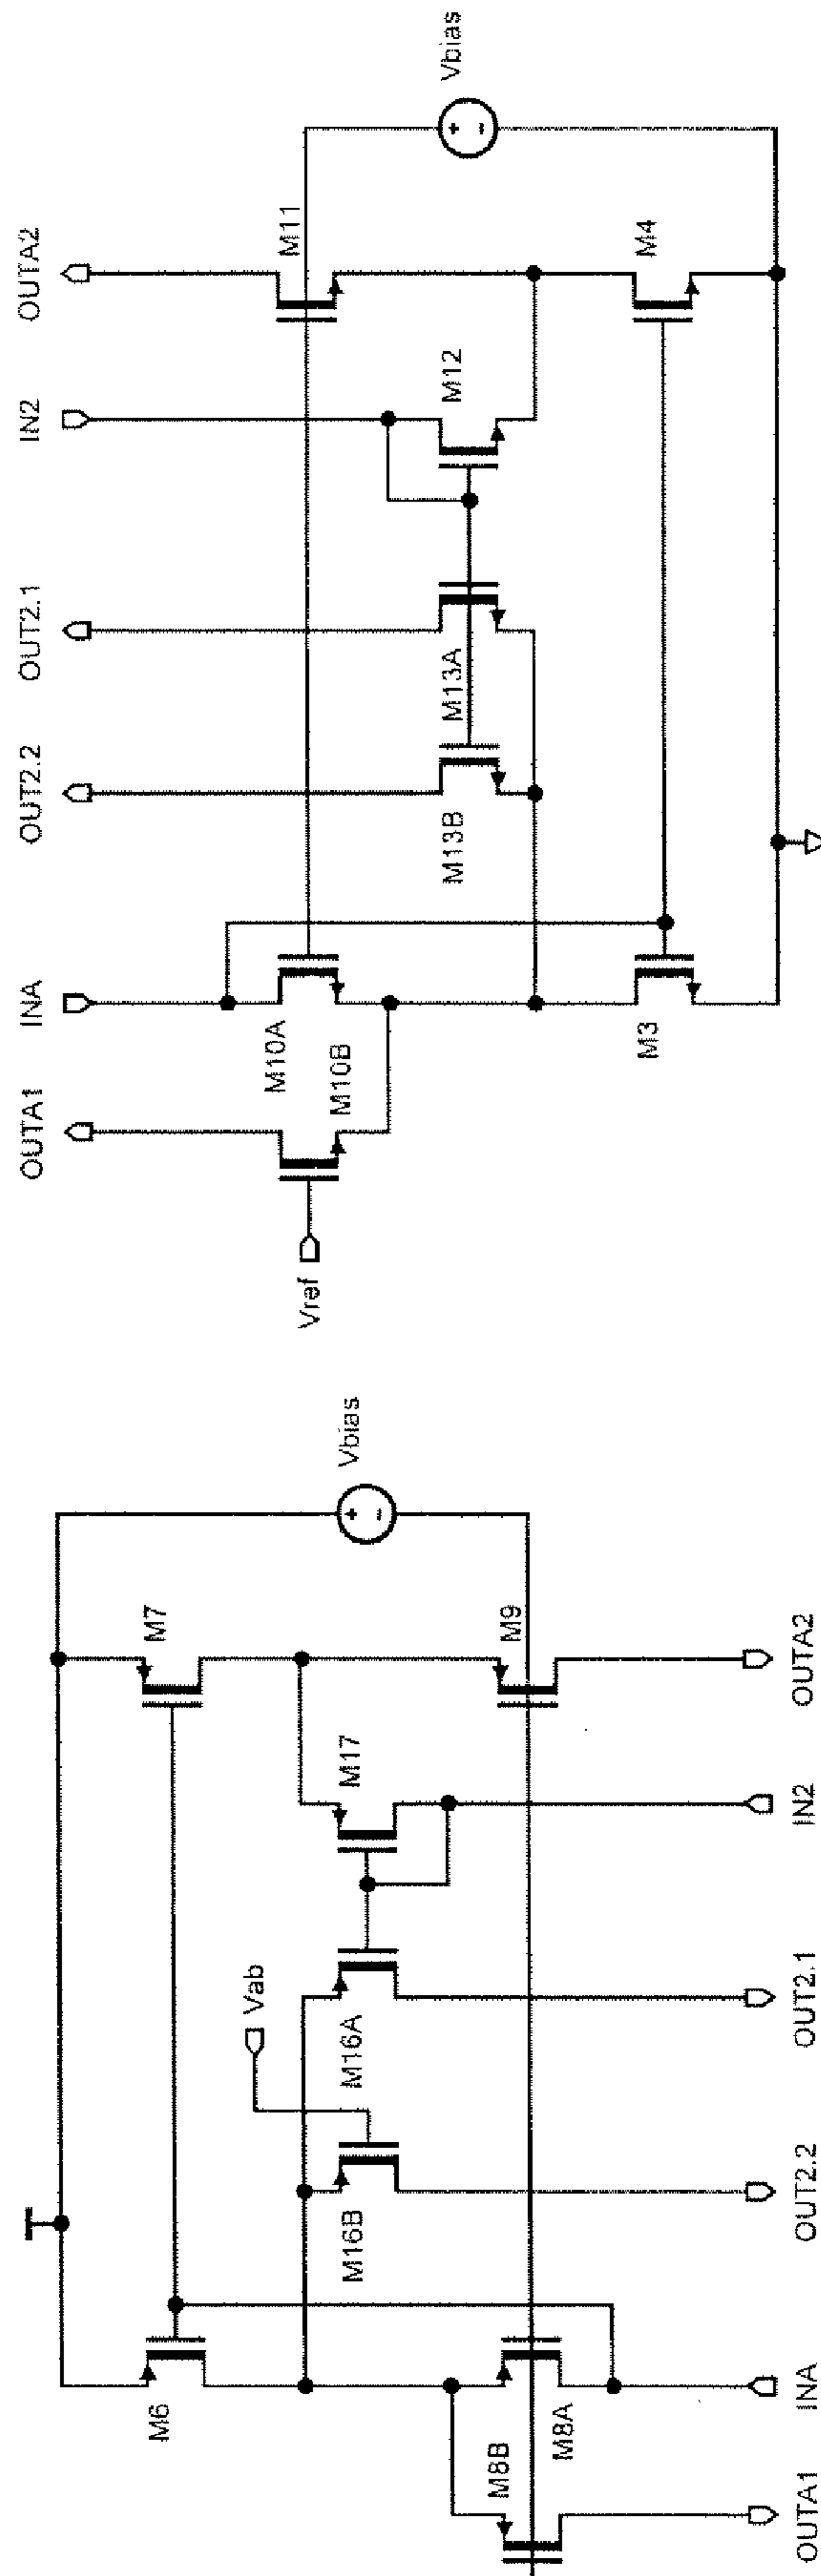 OUTA1
INA
OUT2.2
OUT2.1
IN2
OUTA2
Vref
M10A
M10B
M13B
M13A
M12
M11
Vbias
+
-
M3
M4
M6
M7
Vbias
+
-
Vab
M16B
M16A
M17
M8B
M8A
M9
OUTA1
INA
OUT2.2
OUT2.1
IN2
OUTA2